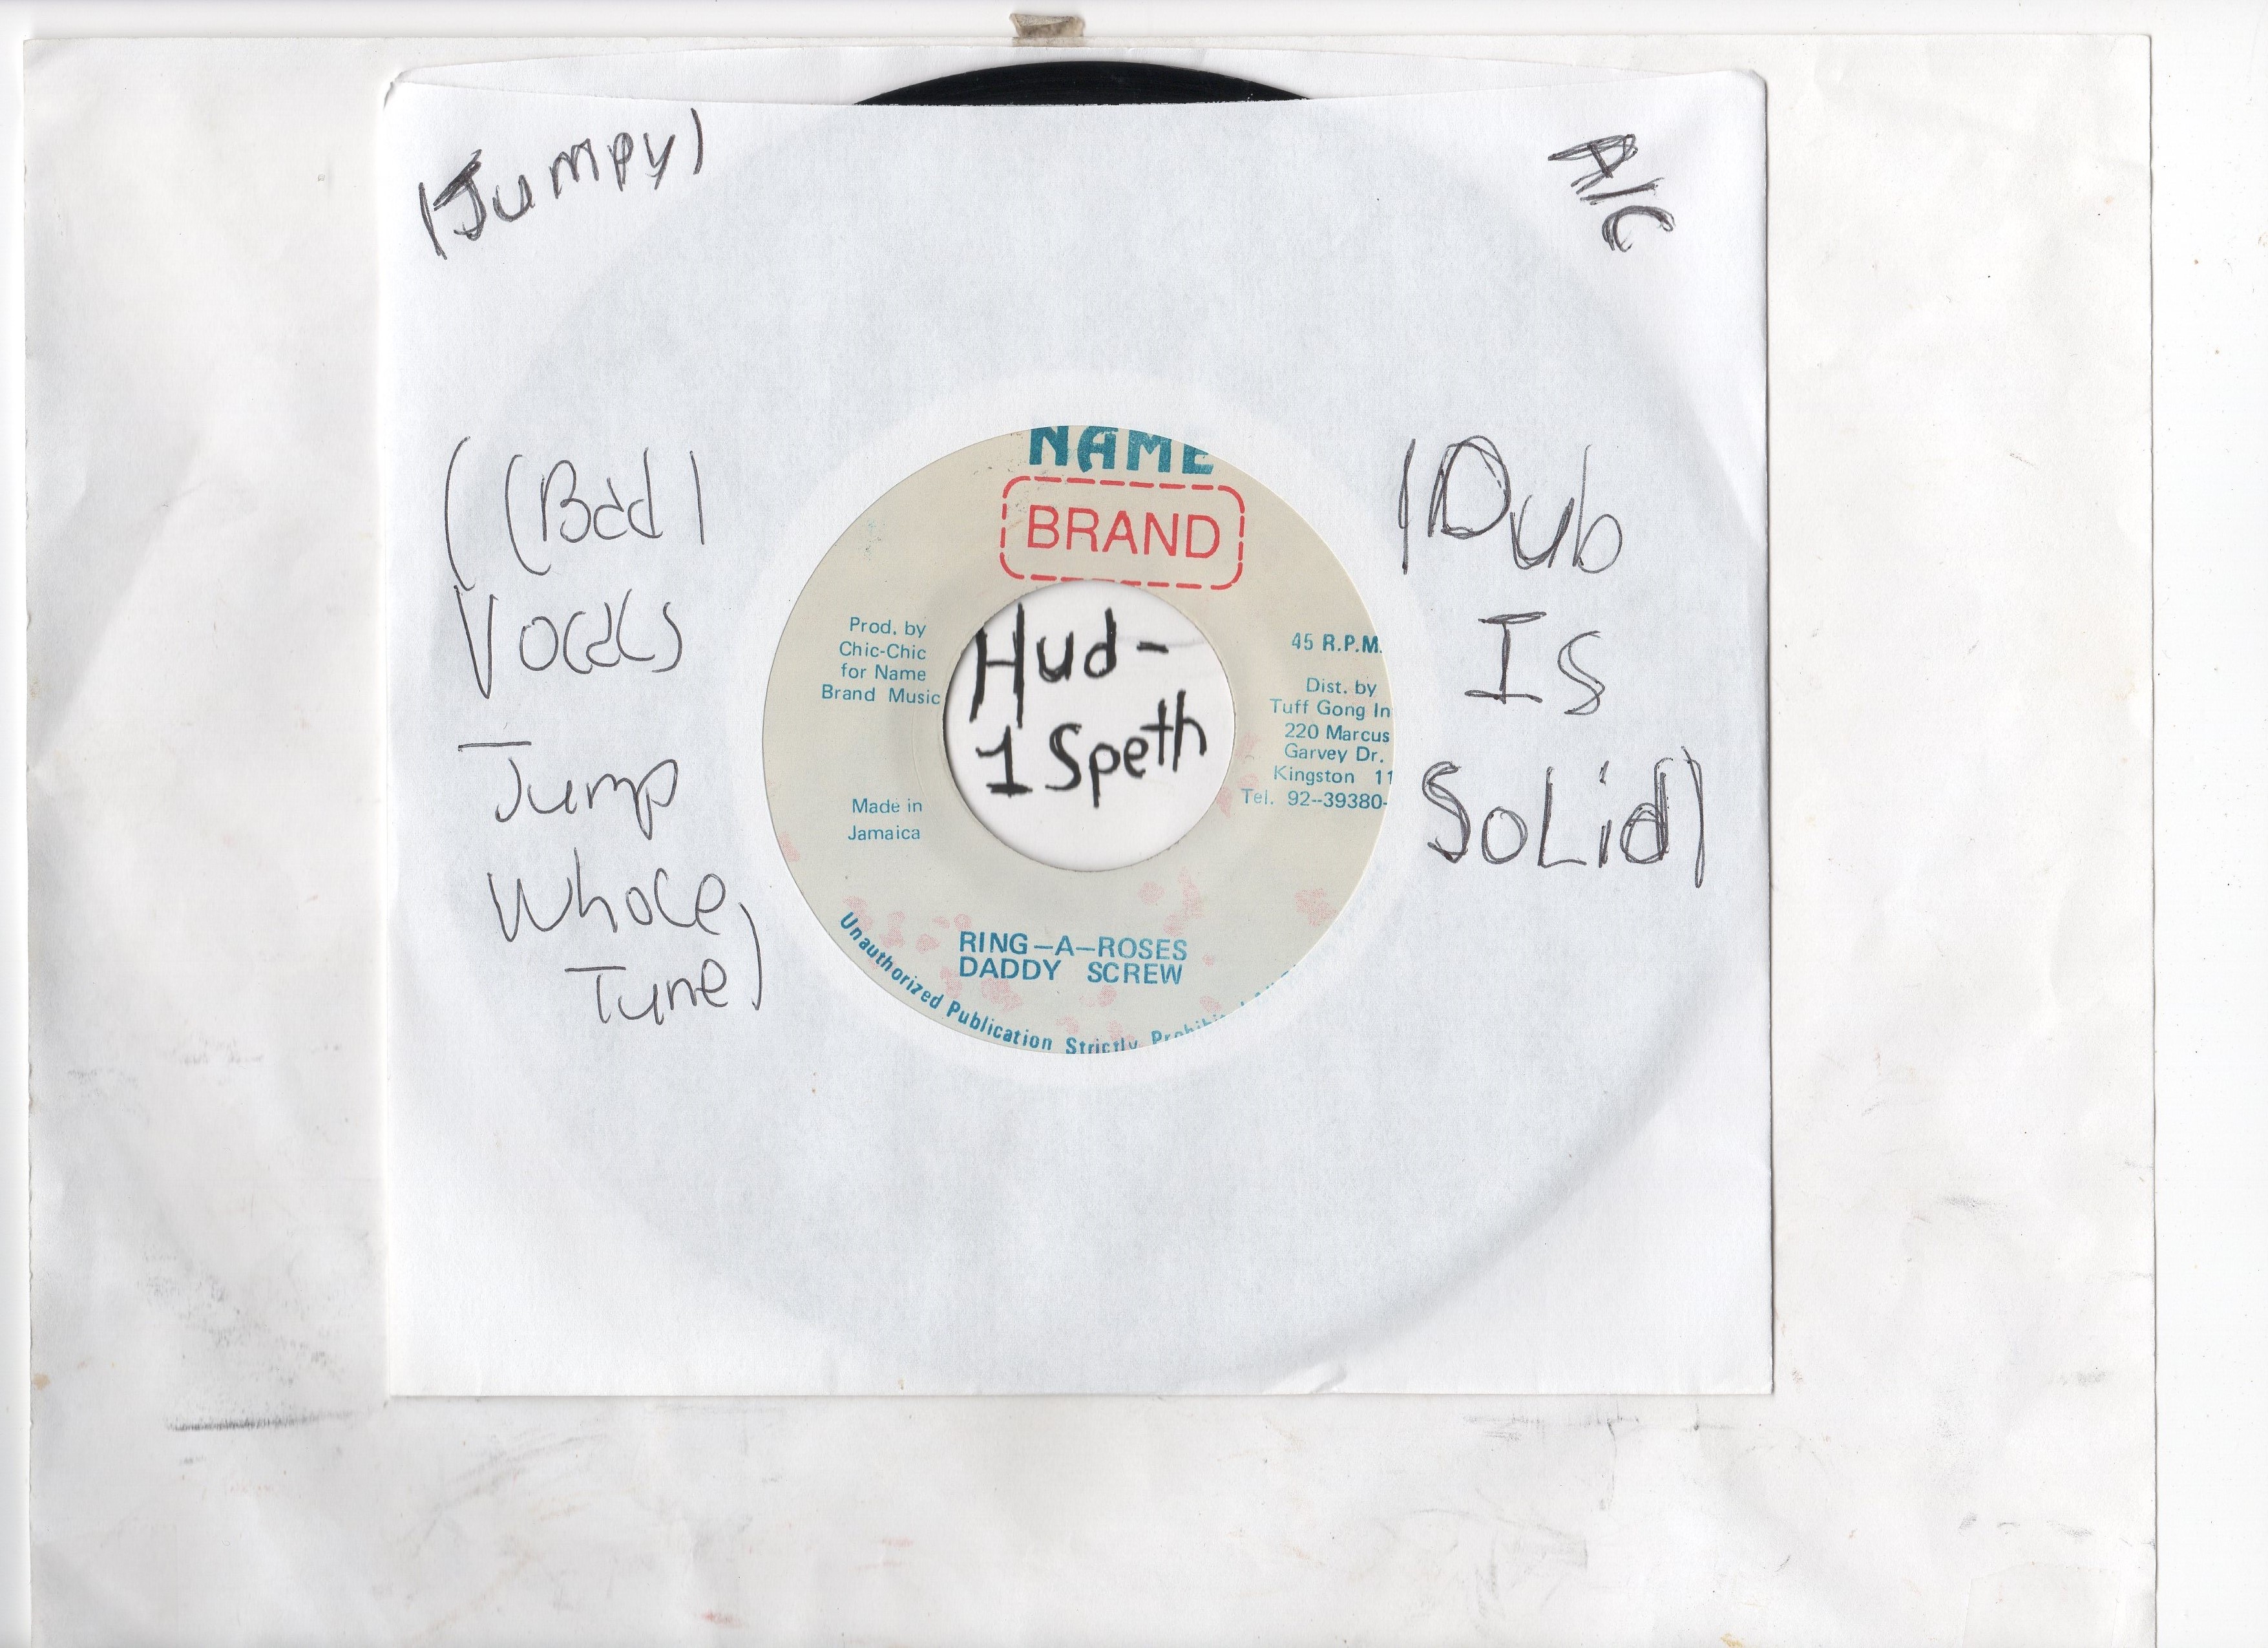 (Jumpy)
A/C
((Bad)
Vocals
Jump
Whole
Tune)
(Dub
Is
SoLid)
NAME
BRAND
Prod. by
Chic-Chic
for Name
Brand Music
Made in
Jamaica
Hud-
1 Speth
45 R.P.M.
Dist. by
Tuff Gong In
220 Marcus
Garvey Dr.
Kingston 11
Tel. 92--39380-
RING-A-ROSES
DADDY SCREW
Unauthorized Publication Strictly Prohibi